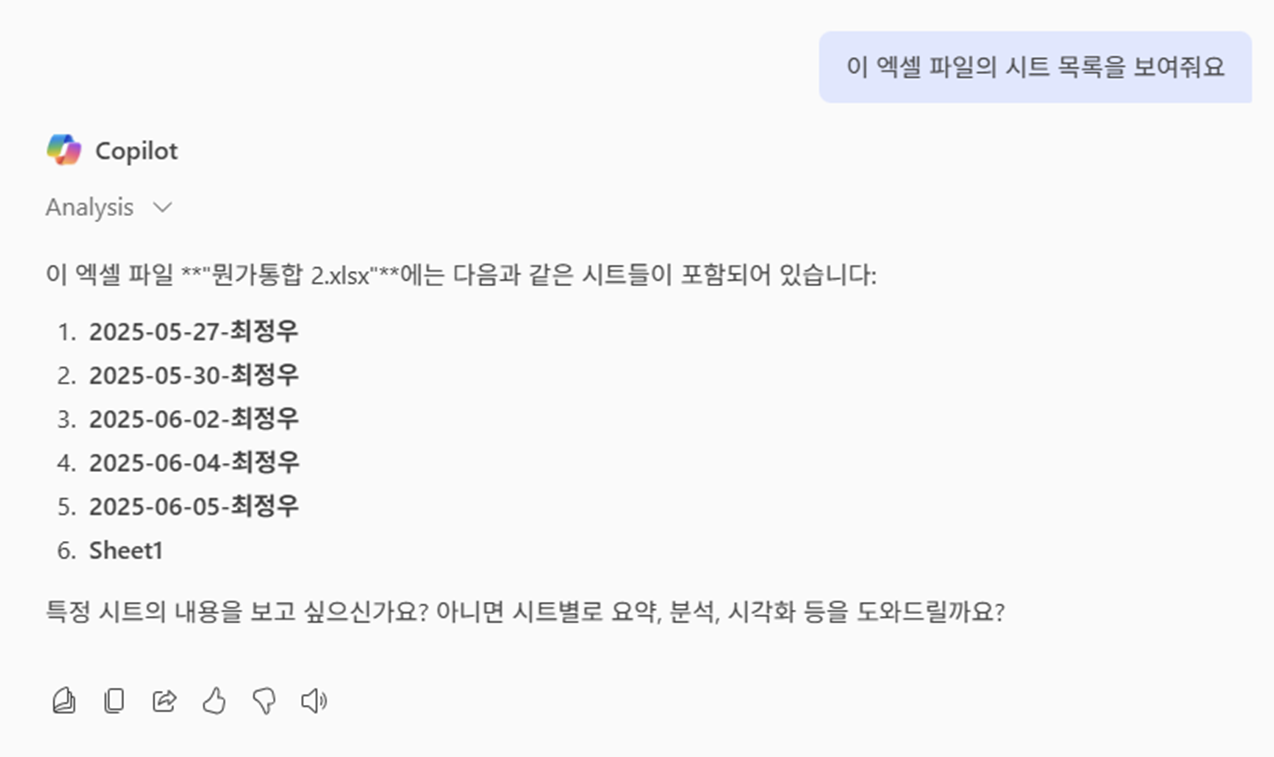 이 엑셀 파일의 시트 목록을 보여줘요
Copilot
Analysis
이 엑셀 파일 **"뭔가통합 2.xlsx"**에는 다음과 같은 시트들이 포함되어 있습니다:
1. 2025-05-27-최정우
2. 2025-05-30-최정우
3. 2025-06-02-최정우
4. 2025-06-04-최정우
5. 2025-06-05-최정우
6. Sheet1
특정 시트의 내용을 보고 싶으신가요? 아니면 시트별로 요약, 분석, 시각화 등을 도와드릴까요?